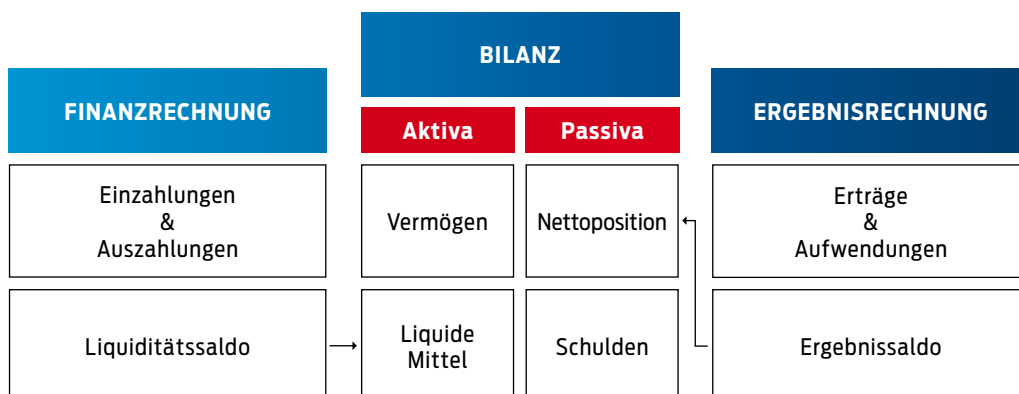 BILANZ
FINANZRECHNUNG
ERGEBNISRECHNUNG
Aktiva
Passiva
Einzahlungen
&
Auszahlungen
Vermögen
Nettoposition
Erträge
&
Aufwendungen
Liquiditätssaldo
Liquide
Mittel
Schulden
Ergebnissaldo